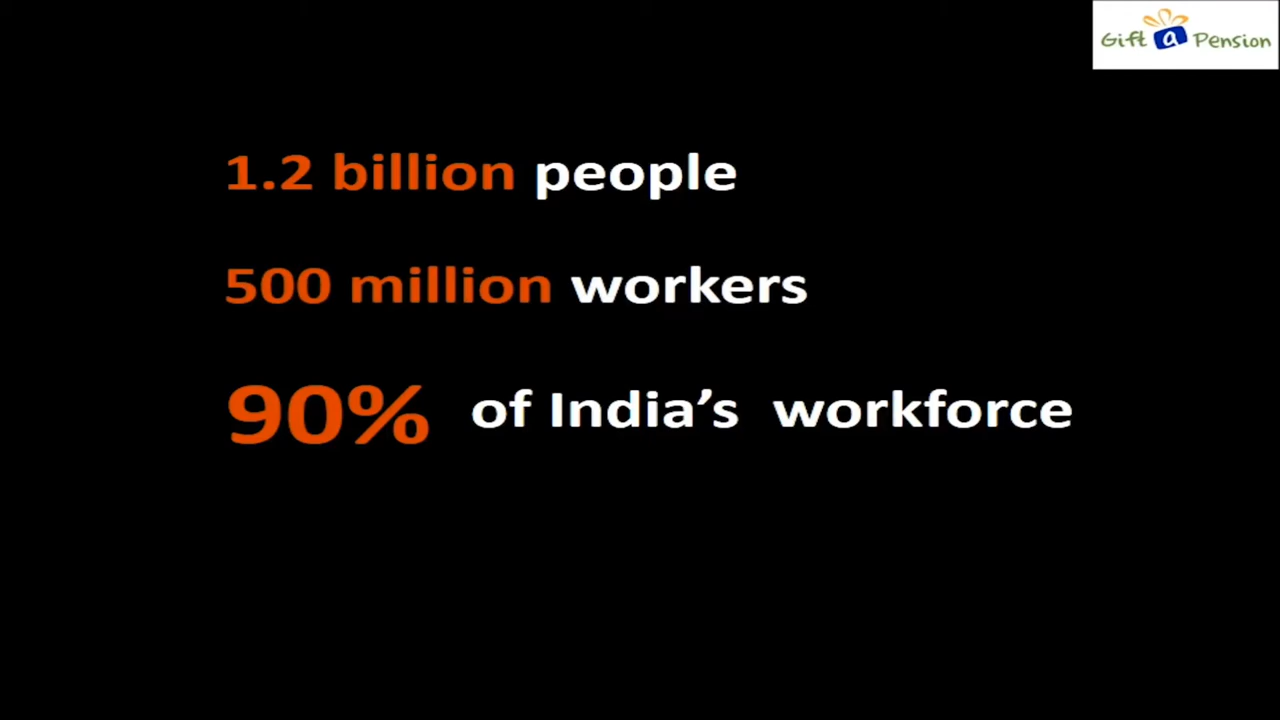 Gift a Pension
1.2 billion people
500 million workers
90% of India's workforce